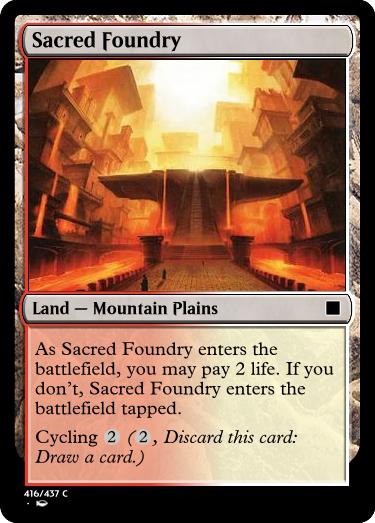 Sacred Foundry
Land — Mountain Plains
As Sacred Foundry enters the
battlefield, you may pay 2 life. If you
don't, Sacred Foundry enters the
battlefield tapped.
Cycling 2 (2, Discard this card:
Draw a card.)
416/437 C